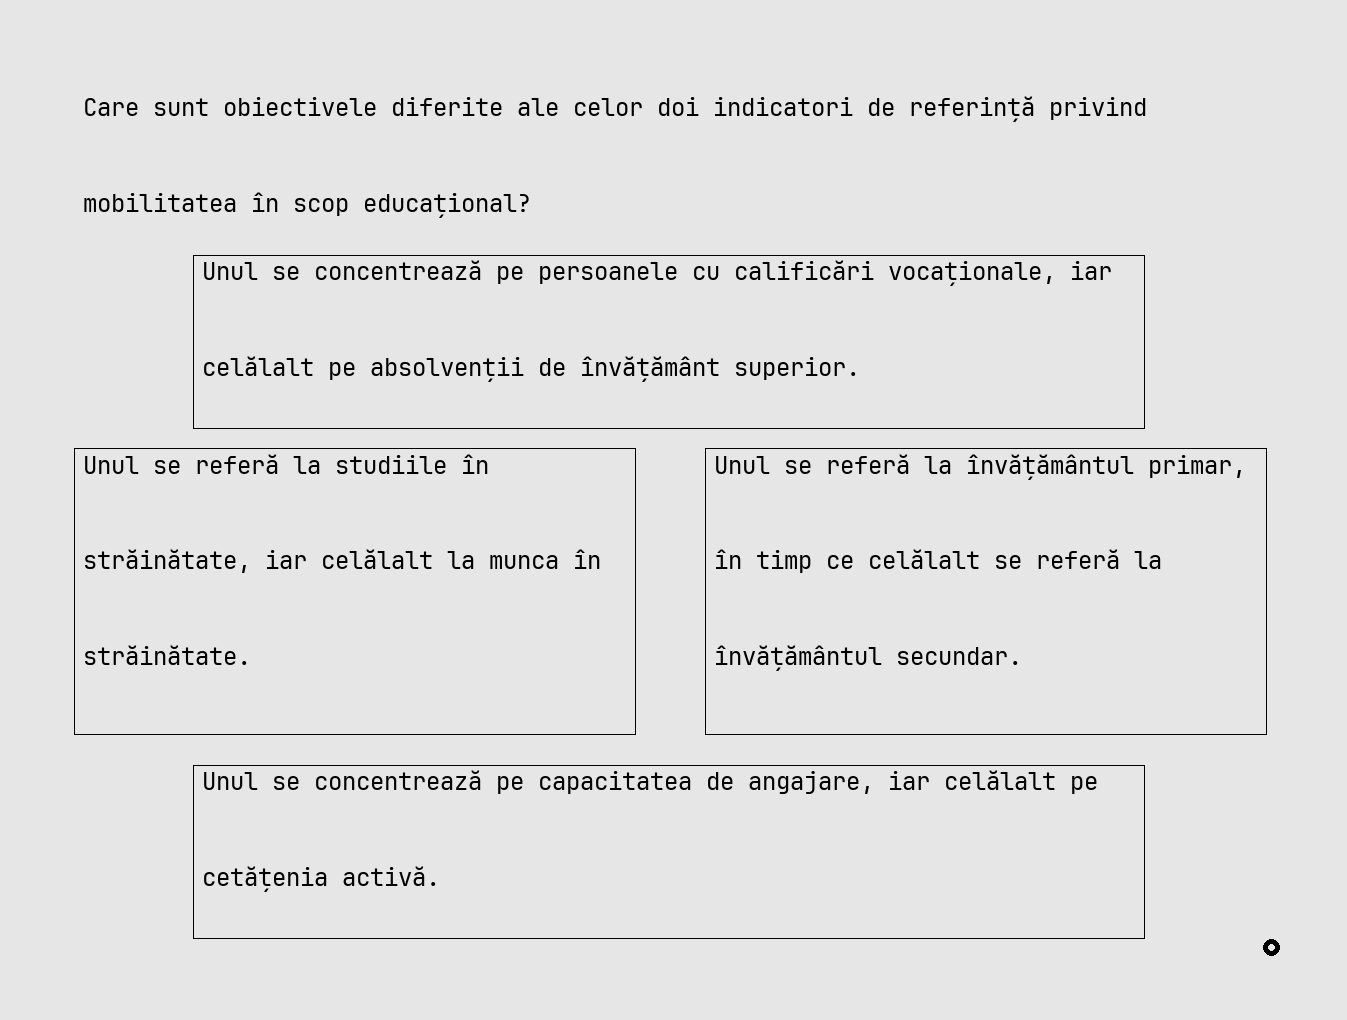 Care sunt obiectivele diferite ale celor doi indicatori de referință privind
mobilitatea în scop educațional?
Unul se concentrează pe persoanele cu calificări vocaționale, iar
celălalt pe absolvenții de învățământ superior.
Unul se referă la studiile în
străinătate, iar celălalt la munca în
străinătate.
Unul se referă la învățământul primar,
în timp ce celălalt se referă la
învățământul secundar.
Unul se concentrează pe capacitatea de angajare, iar celălalt pe
cetățenia activă.